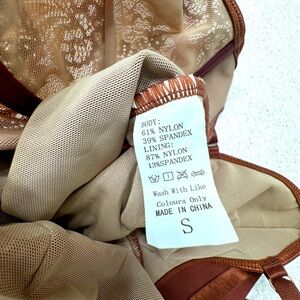 BODY:
61% NYLON
39% SPANDEX
LINING:
87% NYLON
13%SPANDEX
Wash With Like
Colours Only
MADE IN CHINA
S